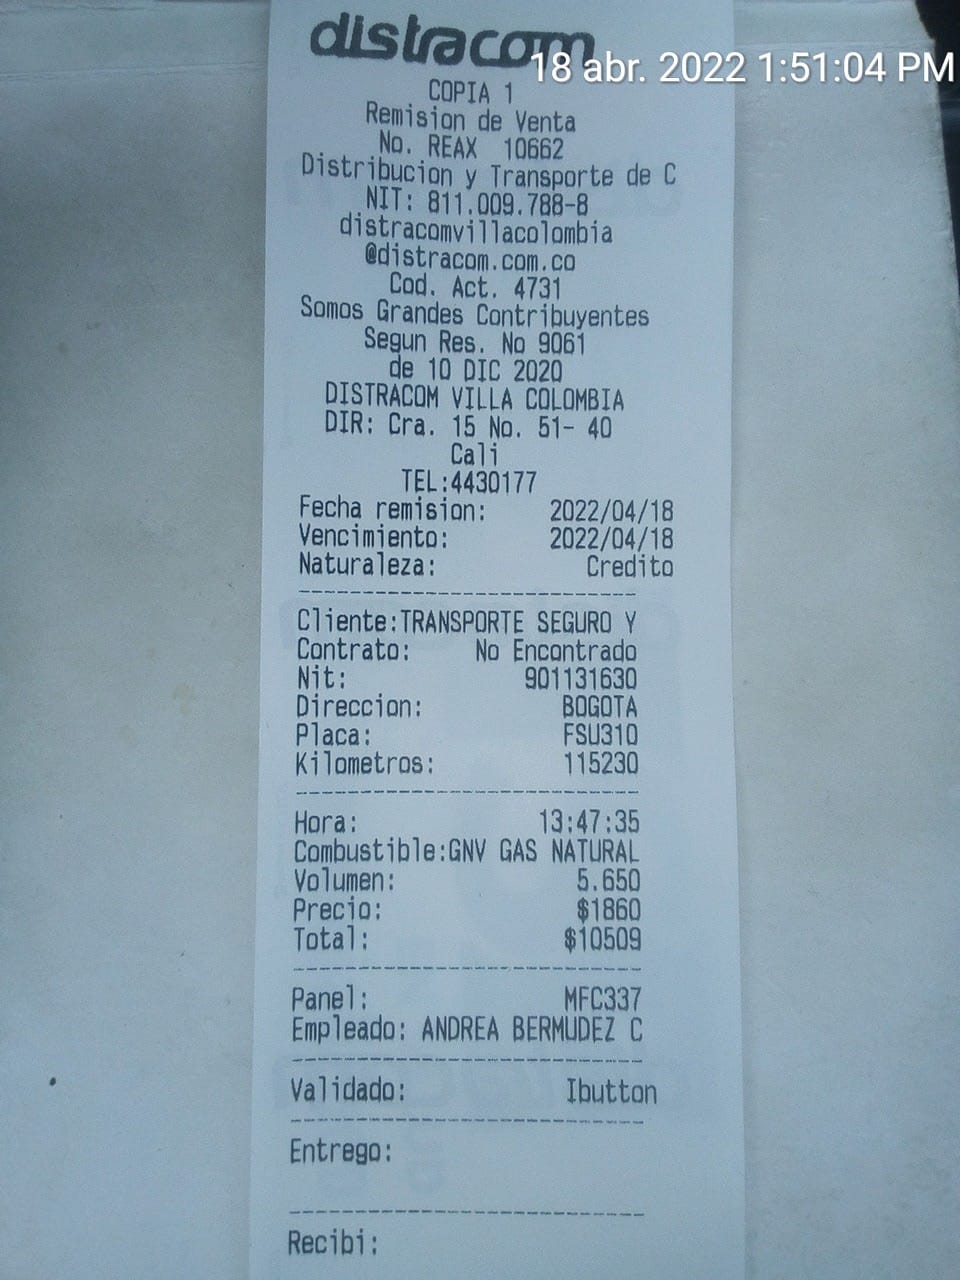 distracom
18 abr. 2022 1:51:04 PM
COPIA 1
Remision de Venta
No. REAX 10662
Distribucion y Transporte de C
NIT: 811.009.788-8
distracomvillacolombia
@distracom.com.co
Cod. Act. 4731
Somos Grandes Contribuyentes
Segun Res. No 9061
de 10 DIC 2020
DISTRACOM VILLA COLOMBIA
DIR: Cra. 15 No. 51- 40
Cali
TEL:4430177
Fecha remision: 2022/04/18
Vencimiento: 2022/04/18
Naturaleza: Credito
Cliente:TRANSPORTE SEGURO Y
Contrato: No Encontrado
Nit: 901131630
Direccion: BOGOTA
Placa: FSU310
Kilometros: 115230
Hora: 13:47:35
Combustible:GNV GAS NATURAL
Volumen: 5.650
Precio: $1860
Total: $10509
Panel: MFC337
Empleado: ANDREA BERMUDEZ C
Validado: Ibutton
Entrego:
Recibi: